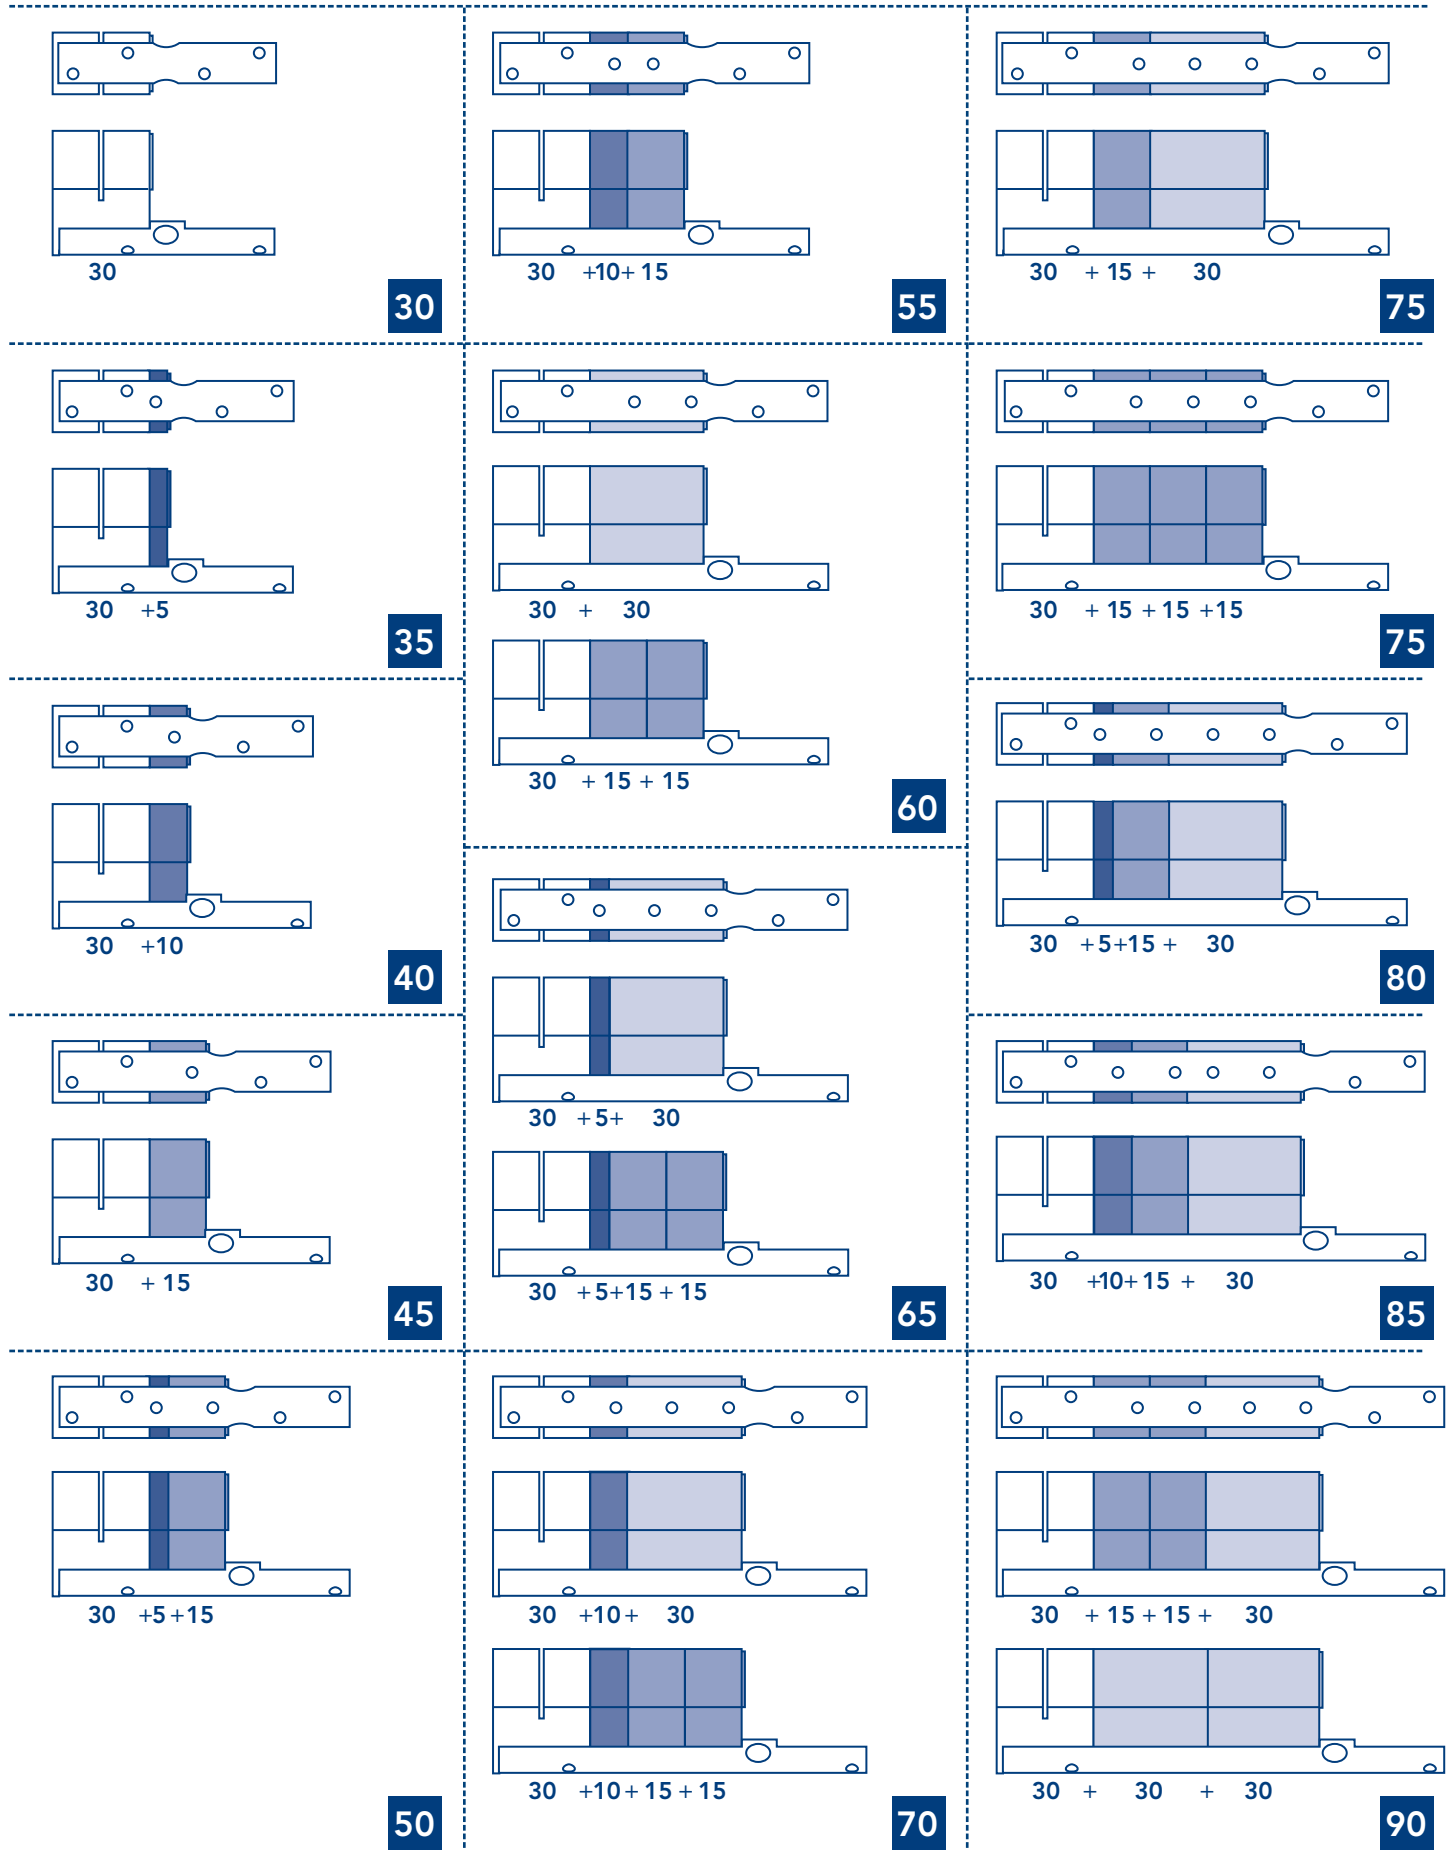 30
30
30 +5
35
30 +10
40
30 + 15
45
30 +5 +15
50
30 +10+ 15
55
30 + 30
30 + 15 + 15
60
30 +5+ 30
30 +5+15 + 15
65
30 +10 + 30
30 +10 + 15 + 15
70
30 + 15 + 30
75
30 + 15 + 15 +15
75
30 +5+15 + 30
80
30 +10+ 15 + 30
85
30 + 15 + 15 + 30
30 + 30 + 30
90